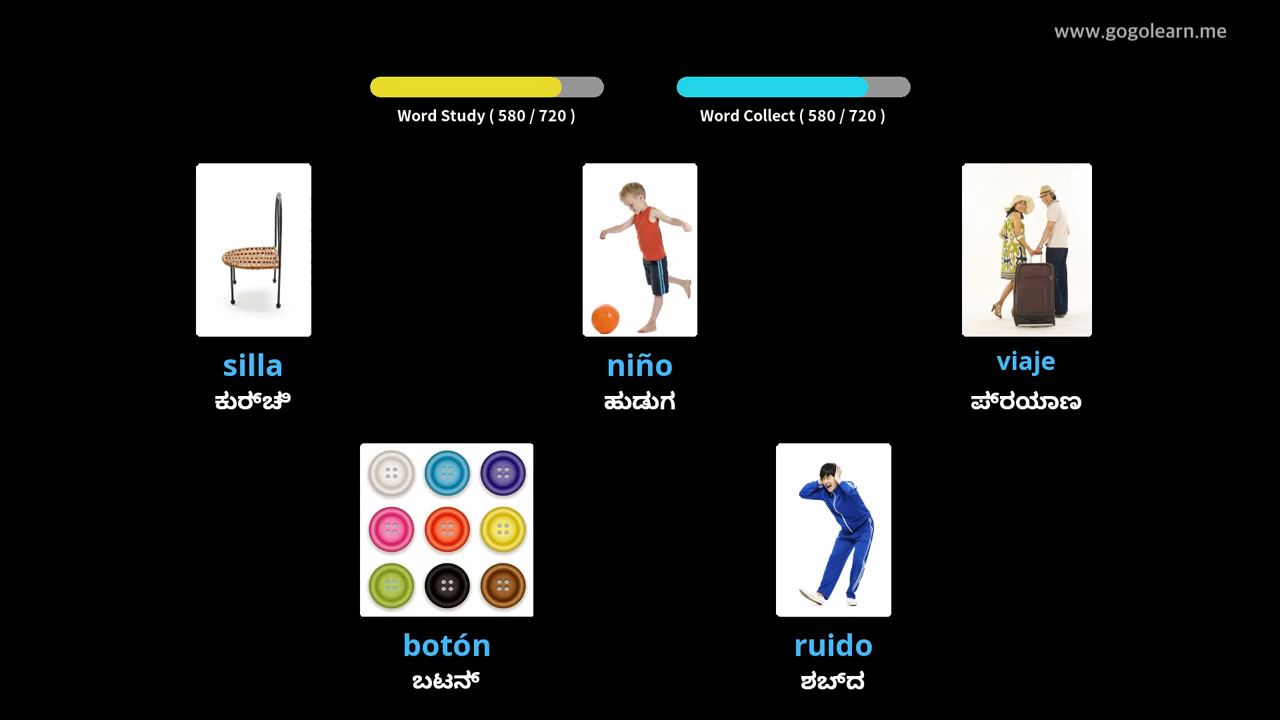 www.gogolearn.me
Word Study ( 580 / 720 )
Word Collect ( 580 / 720 )
silla
niño
viaje
ಕುರ್‌ಚಿ
ಹುಡುಗ
ಪ್‌ರಯಾಣ
botón
ruido
ಬಟನ್
ಶಬ್‌ದ